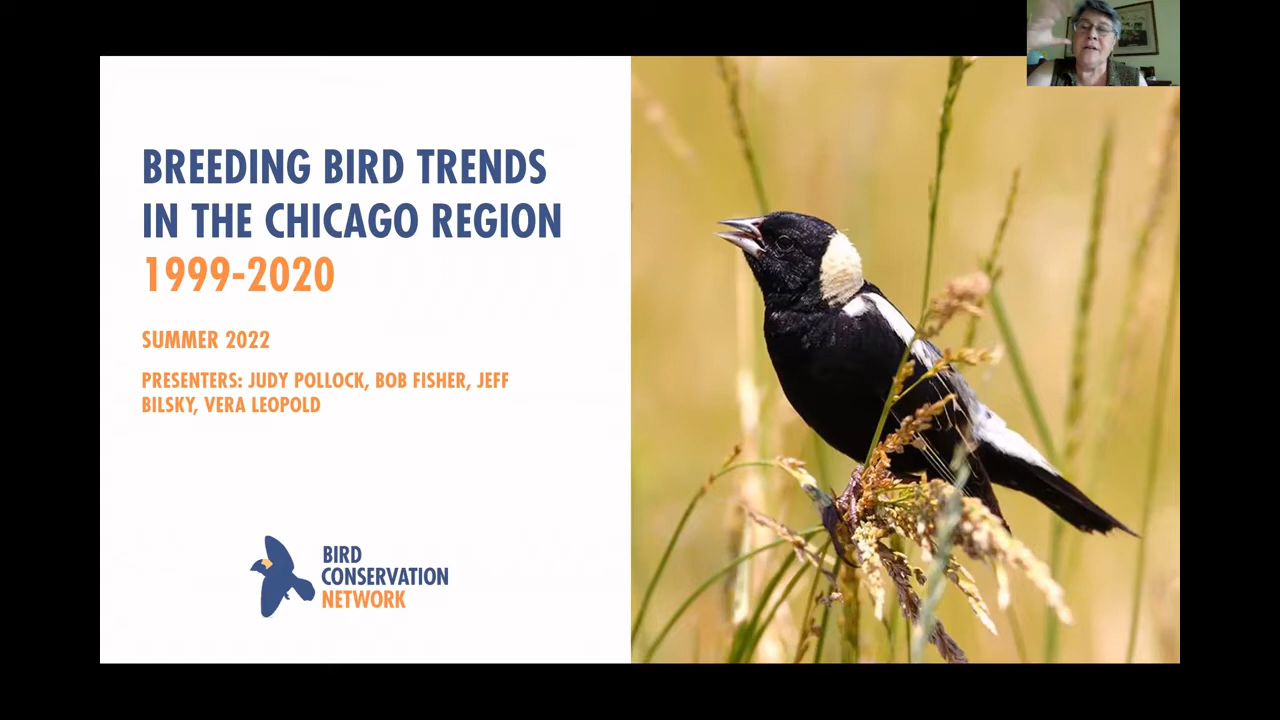 BREEDING BIRD TRENDS
IN THE CHICAGO REGION
1999-2020
SUMMER 2022
PRESENTERS: JUDY POLLOCK, BOB FISHER, JEFF
BILSKY, VERA LEOPOLD
BIRD
CONSERVATION
NETWORK